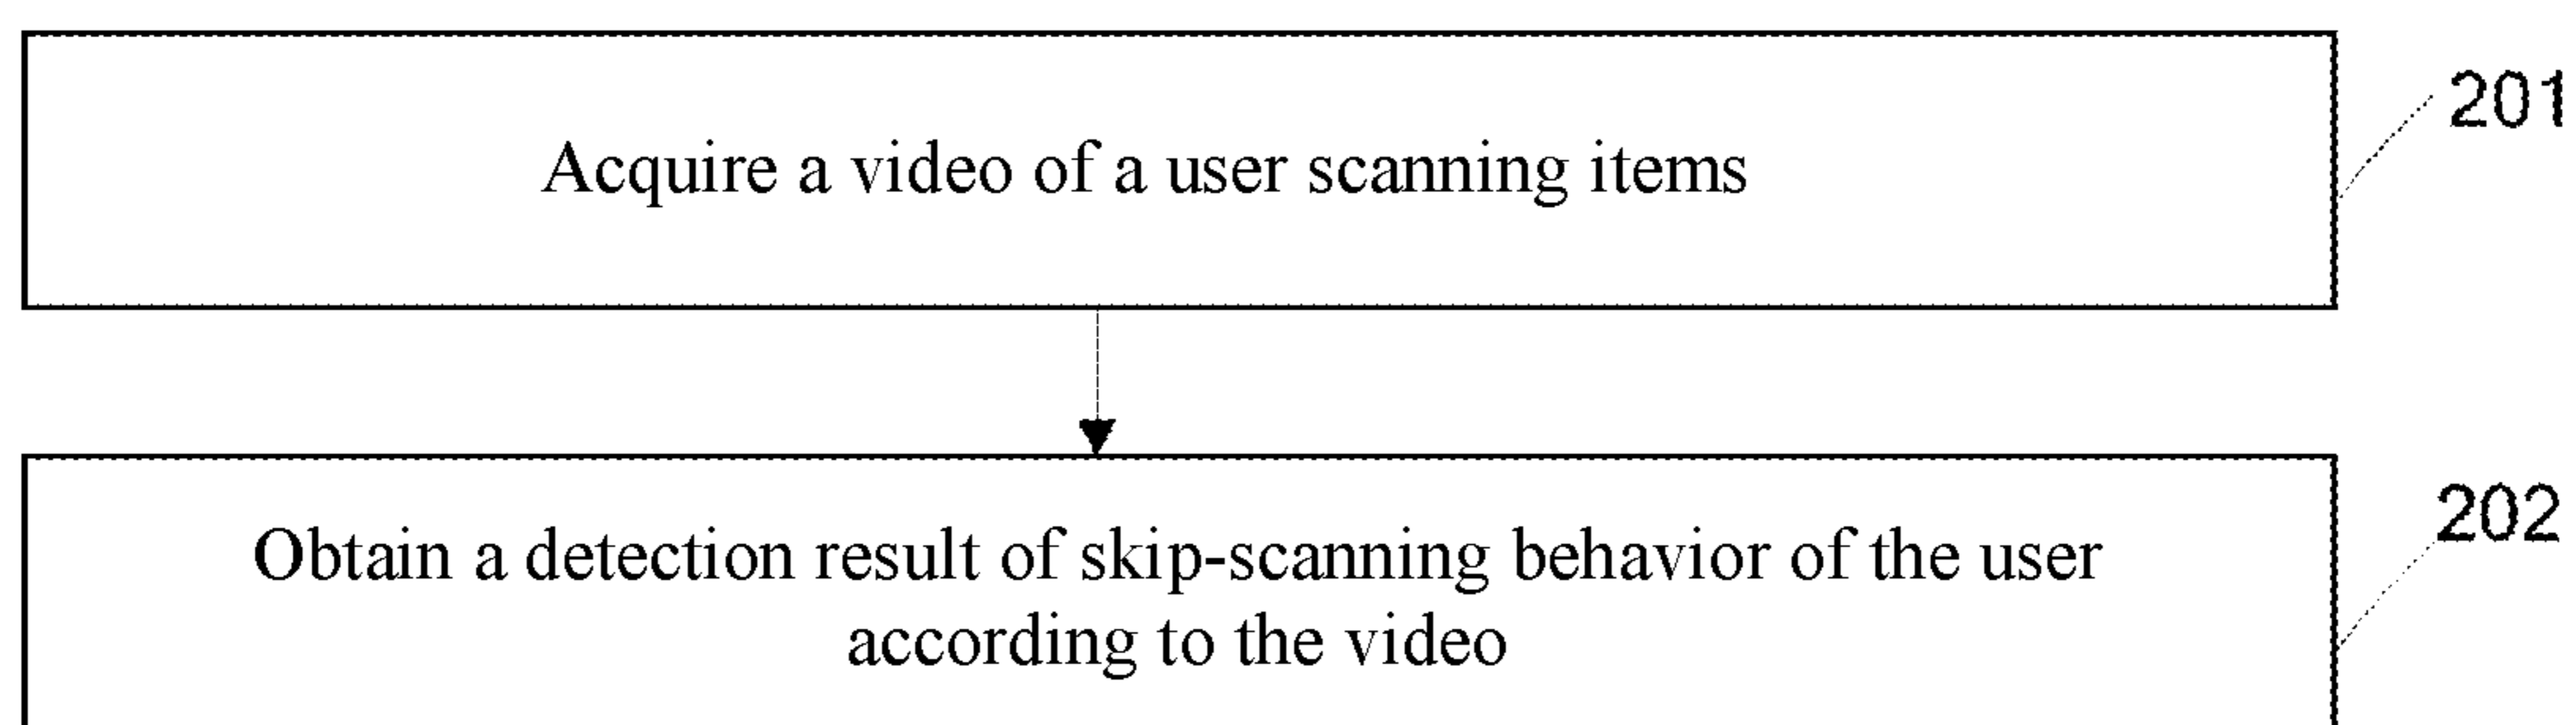 Acquire a video of a user scanning items
201
Obtain a detection result of skip-scanning behavior of the user
according to the video
202